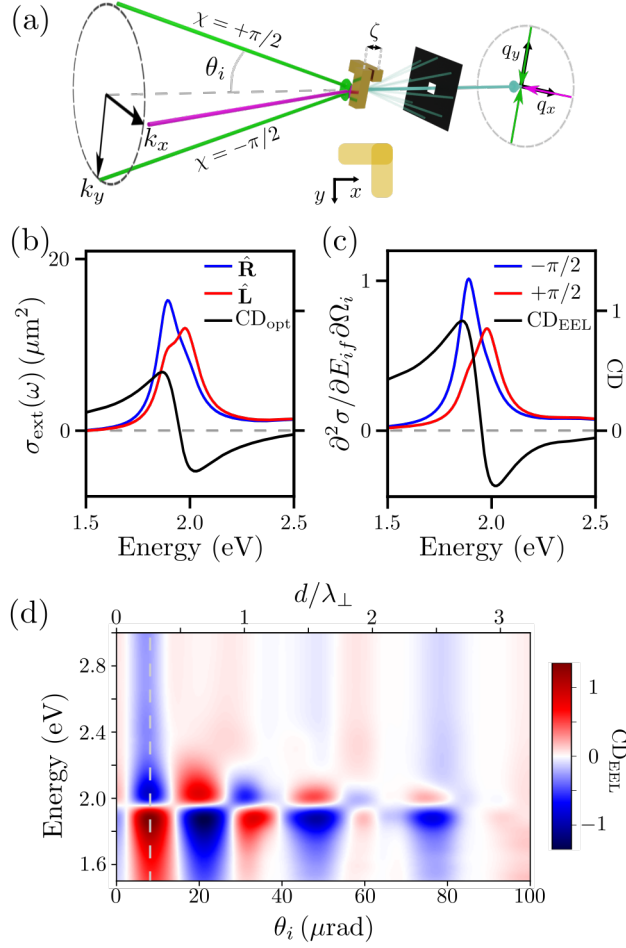 (a)
χ = +π/2
ζ
θᵢ
q_y
q_x
k_x
k_y
χ = −π/2
y
x
(b)
(c)
20
R̂
L̂
CD_opt
0
σ_ext(ω) (μm²)
1.5
2.0
2.5
Energy (eV)
1
−π/2
+π/2
CD_EEL
1
0
0
∂²σ/∂E_if ∂Ω_i
CD
1.5
2.0
2.5
Energy (eV)
(d)
d/λ_⊥
0
1
2
3
2.8
2.4
2.0
1.6
Energy (eV)
0
20
40
60
80
100
θᵢ (μrad)
1
0
−1
CD_EEL